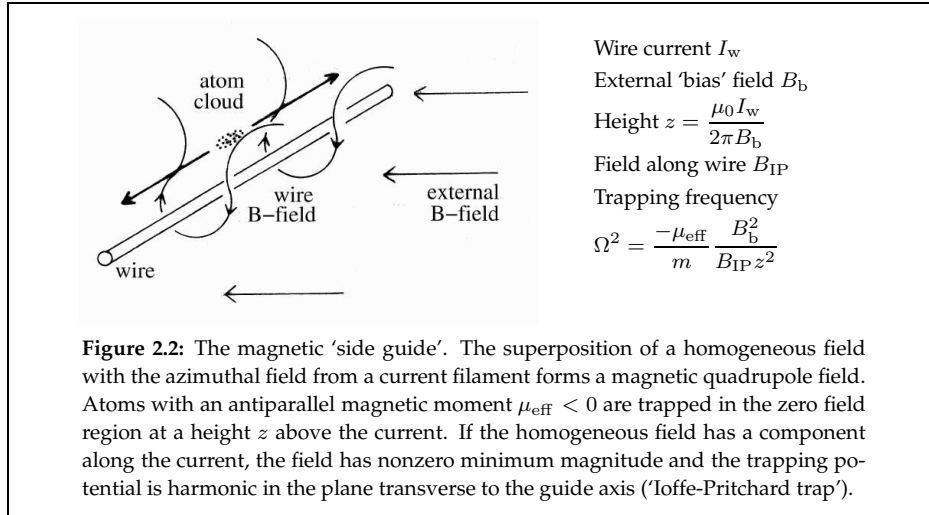 atom
cloud
wire
B−field
external
B−field
wire
Wire current I_w
External ‘bias’ field B_b
Height z = μ_0 I_w / 2πB_b
Field along wire B_IP
Trapping frequency
Ω^2 = −μ_eff / m B_b^2 / B_IP z^2
Figure 2.2: The magnetic ‘side guide’. The superposition of a homogeneous field
with the azimuthal field from a current filament forms a magnetic quadrupole field.
Atoms with an antiparallel magnetic moment μ_eff < 0 are trapped in the zero field
region at a height z above the current. If the homogeneous field has a component
along the current, the field has nonzero minimum magnitude and the trapping po-
tential is harmonic in the plane transverse to the guide axis (‘Ioffe-Pritchard trap’).